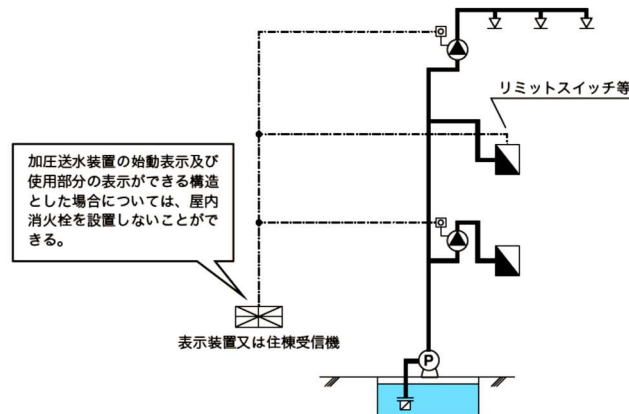 リミットスイッチ等
加圧送水装置の始動表示及び
使用部分の表示ができる構造
とした場合については、屋内
消火栓を設置しないことがで
きる。
表示装置又は住棟受信機
P